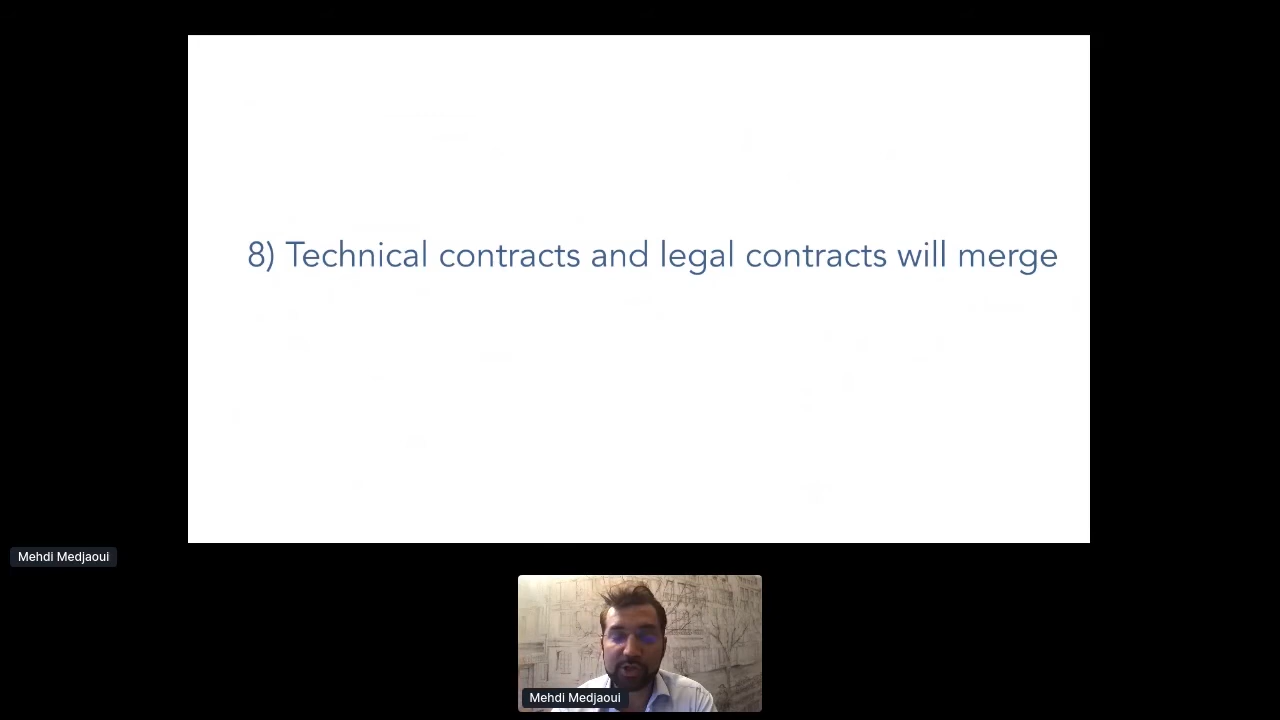 8) Technical contracts and legal contracts will merge
Mehdi Medjaoui
Mehdi Medjaoui